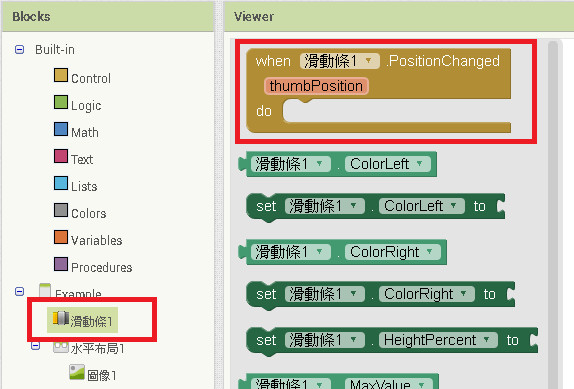 Blocks
Built-in
Control
Logic
Math
Text
Lists
Colors
Variables
Procedures
Example
滑動條1
水平布局1
圖像1
Viewer
when 滑動條1 .PositionChanged
thumbPosition
do
滑動條1 . ColorLeft
set 滑動條1 . ColorLeft to
滑動條1 . ColorRight
set 滑動條1 . ColorRight to
set 滑動條1 . HeightPercent to
滑動條1 . MaxValue